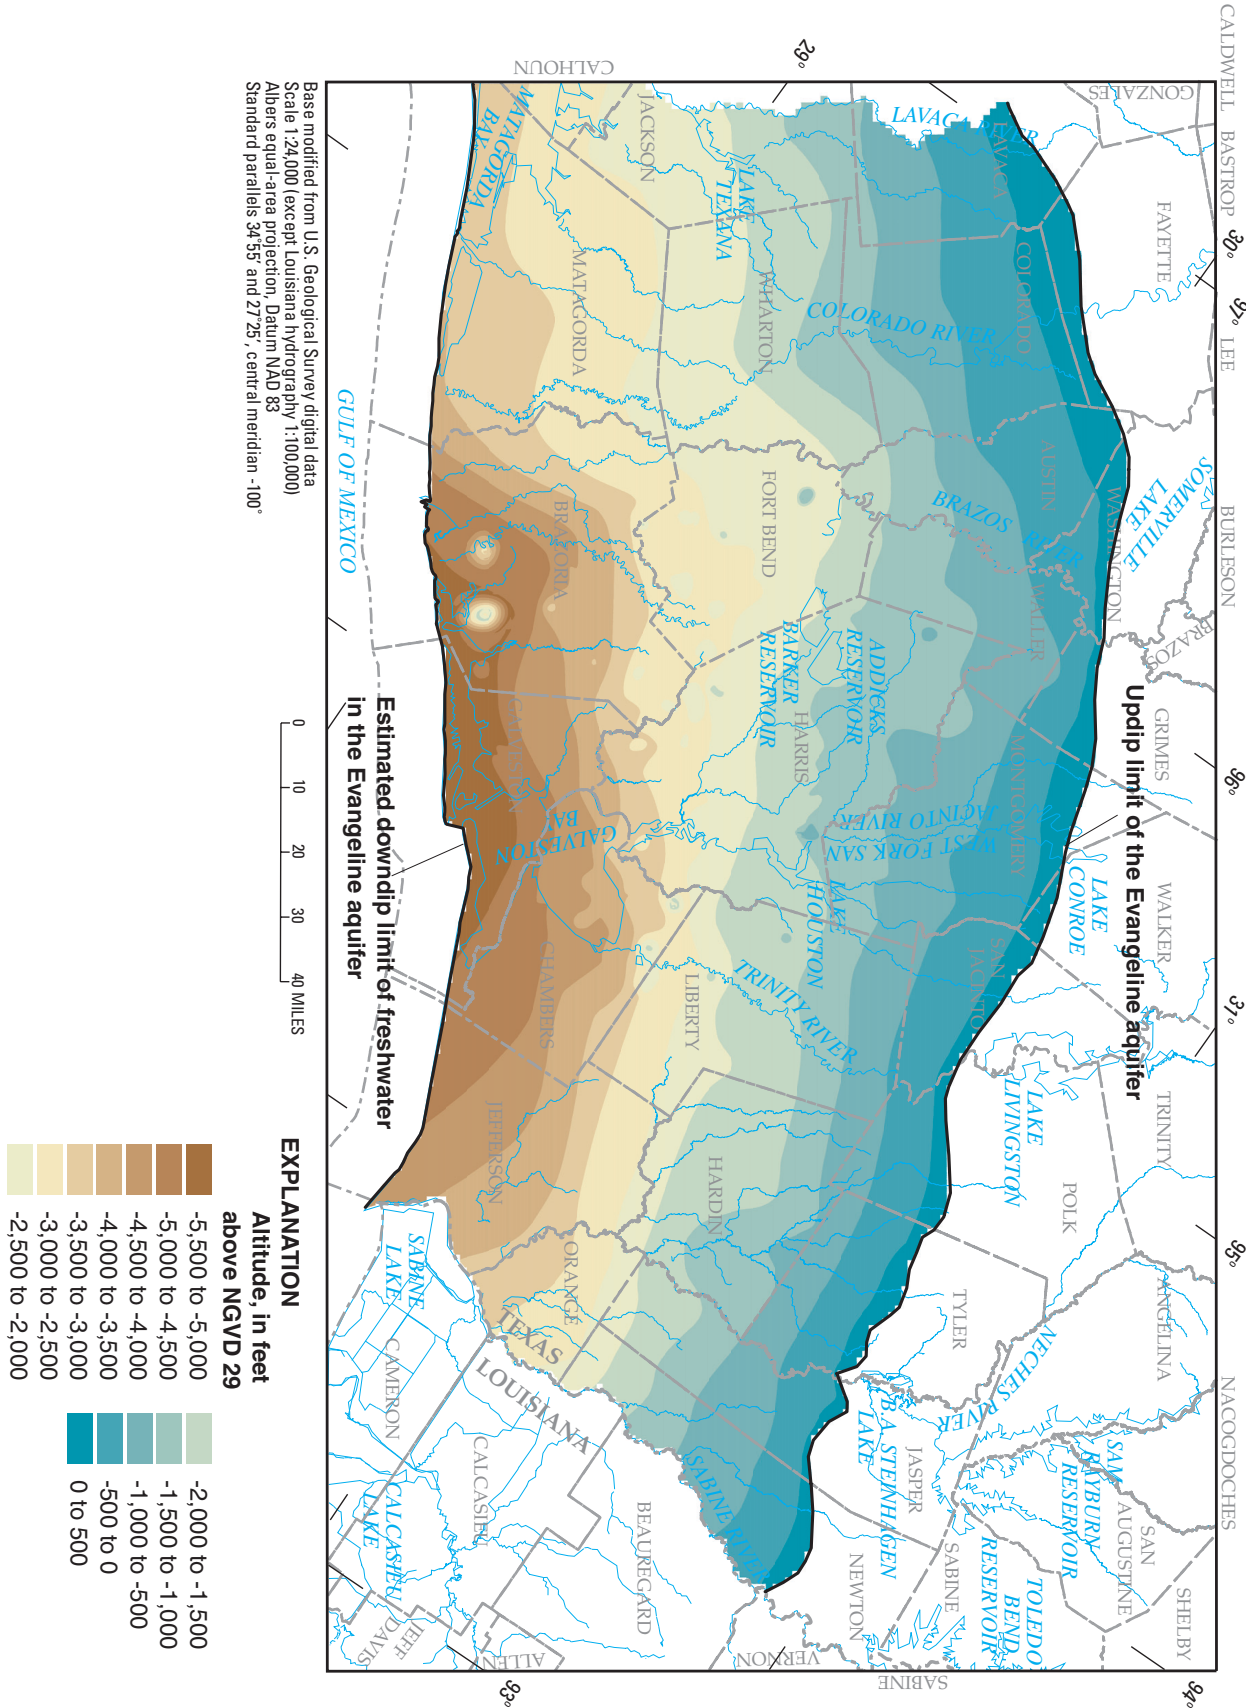 CALDWELL
BASTROP
LEE
BURLESON
NACOGDOCHES
GONZALES
FAYETTE
30°
97°
SOMERVILLE
LAKE
BRAZOS
GRIMES
96°
WALKER
31°
TRINITY
95°
ANGELINA
SAN
AUGUSTINE
SHELBY
94°
LAVACA RIVER
LAVACA
COLORADO
COLORADO RIVER
AUSTIN
WASHINGTON
BRAZOS
RIVER
WALLER
Updip limit of the Evangeline aquifer
MONTGOMERY
LAKE
CONROE
WEST FORK SAN
JACINTO RIVER
SAN
JACINTO
LAKE
LIVINGSTON
POLK
TYLER
NECHES RIVER
B.A. STEINHAGEN
LAKE
JASPER
SAM
RAYBURN
RESERVOIR
SABINE
TOLEDO
BEND
RESERVOIR
NEWTON
SABINE
29°
LAKE
TEXANA
WHARTON
FORT BEND
ADDICKS
RESERVOIR
BARKER
RESERVOIR
HARRIS
LAKE
HOUSTON
TRINITY RIVER
LIBERTY
HARDIN
SABINE RIVER
VERNON
CALHOUN
JACKSON
MATAGORDA
BRAZORIA
GALVESTON
GALVESTON
BAY
CHAMBERS
JEFFERSON
ORANGE
TEXAS
LOUISIANA
BEAUREGARD
ALLEN
93°
MATAGORDA
BAY
GULF OF MEXICO
Estimated downdip limit of freshwater
in the Evangeline aquifer
SABINE
LAKE
CAMERON
CALCASIEU
CALCASIEU
LAKE
JEFF
DAVIS
Base modified from U.S. Geological Survey digital data
Scale 1:24,000 (except Louisiana hydrography 1:100,000)
Albers equal-area projection, Datum NAD 83
Standard parallels 34°55' and 27°25', central meridian -100°
0 10 20 30 40 MILES
EXPLANATION
Altitude, in feet
above NGVD 29
-5,500 to -5,000
-5,000 to -4,500
-4,500 to -4,000
-4,000 to -3,500
-3,500 to -3,000
-3,000 to -2,500
-2,500 to -2,000
-2,000 to -1,500
-1,500 to -1,000
-1,000 to -500
-500 to 0
0 to 500